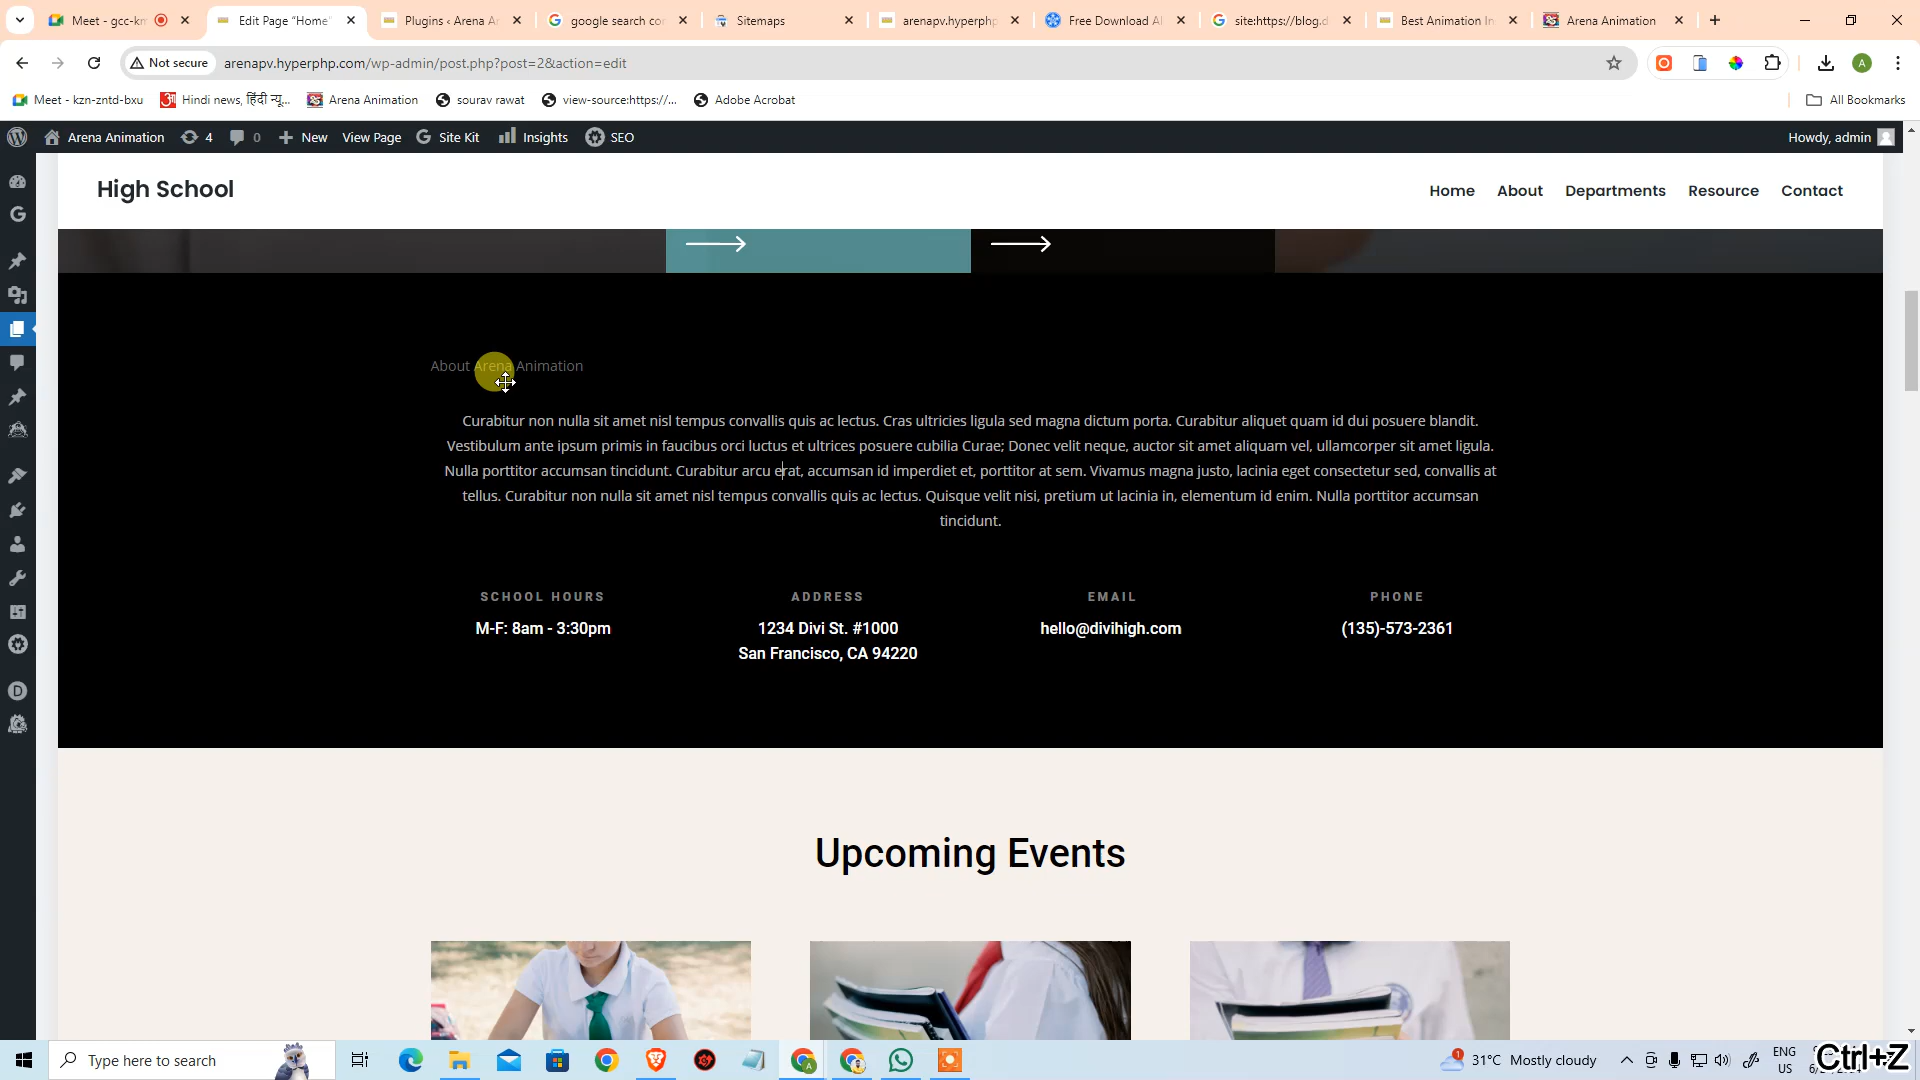 Meet - gcc-km
Edit Page "Home"
Plugins ‹ Arena A
google search co
Sitemaps
arenapv.hyperphp
Free Download A
site:https://blog.d
Best Animation In
Arena Animation
Not secure
arenapv.hyperphp.com/wp-admin/post.php?post=2&action=edit
A
Meet - kzn-zntd-bxu
Hindi news, हिंदी न्यू...
Arena Animation
sourav rawat
view-source:https://...
Adobe Acrobat
All Bookmarks
Arena Animation
4
0
New
View Page
Site Kit
Insights
SEO
Howdy, admin
High School
Home
About
Departments
Resource
Contact
About Arena Animation
Curabitur non nulla sit amet nisl tempus convallis quis ac lectus. Cras ultricies ligula sed magna dictum porta. Curabitur aliquet quam id dui posuere blandit.
Vestibulum ante ipsum primis in faucibus orci luctus et ultrices posuere cubilia Curae; Donec velit neque, auctor sit amet aliquam vel, ullamcorper sit amet ligula.
Nulla porttitor accumsan tincidunt. Curabitur arcu erat, accumsan id imperdiet et, porttitor at sem. Vivamus magna justo, lacinia eget consectetur sed, convallis at
tellus. Curabitur non nulla sit amet nisl tempus convallis quis ac lectus. Quisque velit nisi, pretium ut lacinia in, elementum id enim. Nulla porttitor accumsan
tincidunt.
SCHOOL HOURS
M-F: 8am - 3:30pm
ADDRESS
1234 Divi St. #1000
San Francisco, CA 94220
EMAIL
hello@divihigh.com
PHONE
(135)-573-2361
Upcoming Events
Type here to search
31°C Mostly cloudy
ENG
US
Ctrl+Z